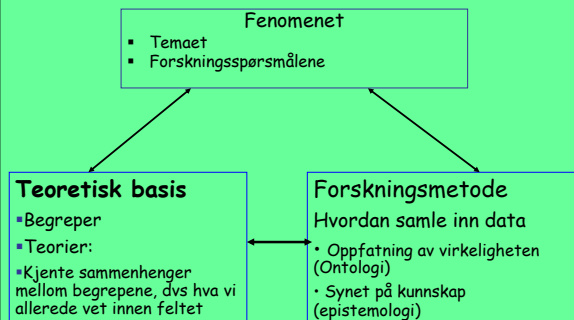 Fenomenet
▪ Temaet
▪ Forskningsspørsmålene
Teoretisk basis
▪Begreper
▪Teorier:
▪Kjente sammenhenger
mellom begrepene, dvs hva vi
allerede vet innen feltet
Forskningsmetode
Hvordan samle inn data
• Oppfatning av virkeligheten
(Ontologi)
• Synet på kunnskap
(epistemologi)